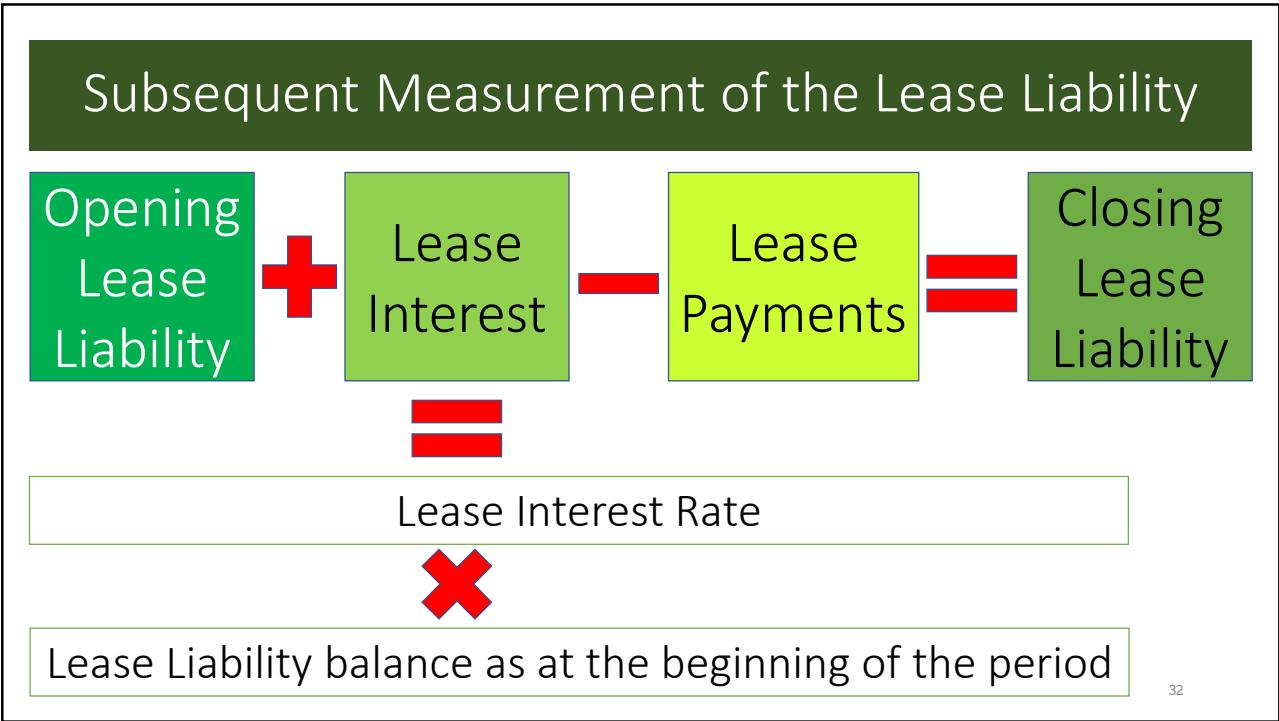 Subsequent Measurement of the Lease Liability
Opening
Lease
Liability
Lease
Interest
Lease
Payments
Closing
Lease
Liability
Lease Interest Rate
Lease Liability balance as at the beginning of the period
32